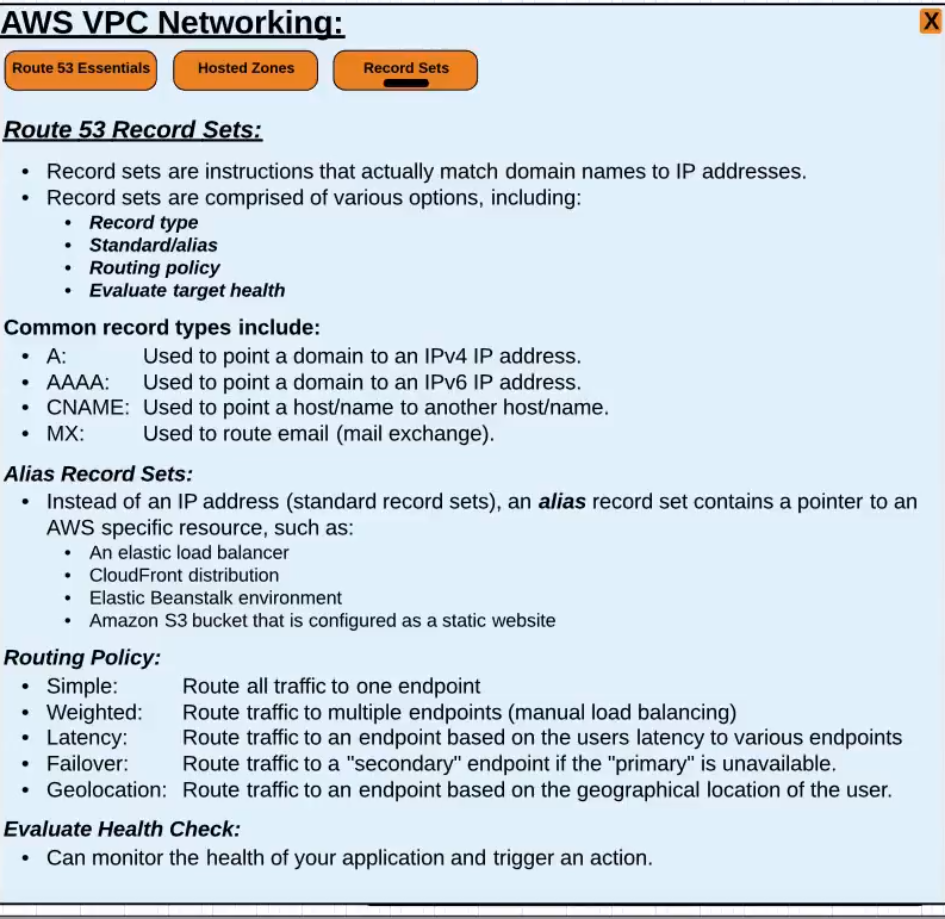 AWS VPC Networking:
X
Route 53 Essentials
Hosted Zones
Record Sets
Route 53 Record Sets:
• Record sets are instructions that actually match domain names to IP addresses.
• Record sets are comprised of various options, including:
• Record type
• Standard/alias
• Routing policy
• Evaluate target health
Common record types include:
• A: Used to point a domain to an IPv4 IP address.
• AAAA: Used to point a domain to an IPv6 IP address.
• CNAME: Used to point a host/name to another host/name.
• MX: Used to route email (mail exchange).
Alias Record Sets:
• Instead of an IP address (standard record sets), an alias record set contains a pointer to an
AWS specific resource, such as:
• An elastic load balancer
• CloudFront distribution
• Elastic Beanstalk environment
• Amazon S3 bucket that is configured as a static website
Routing Policy:
• Simple: Route all traffic to one endpoint
• Weighted: Route traffic to multiple endpoints (manual load balancing)
• Latency: Route traffic to an endpoint based on the users latency to various endpoints
• Failover: Route traffic to a "secondary" endpoint if the "primary" is unavailable.
• Geolocation: Route traffic to an endpoint based on the geographical location of the user.
Evaluate Health Check:
• Can monitor the health of your application and trigger an action.